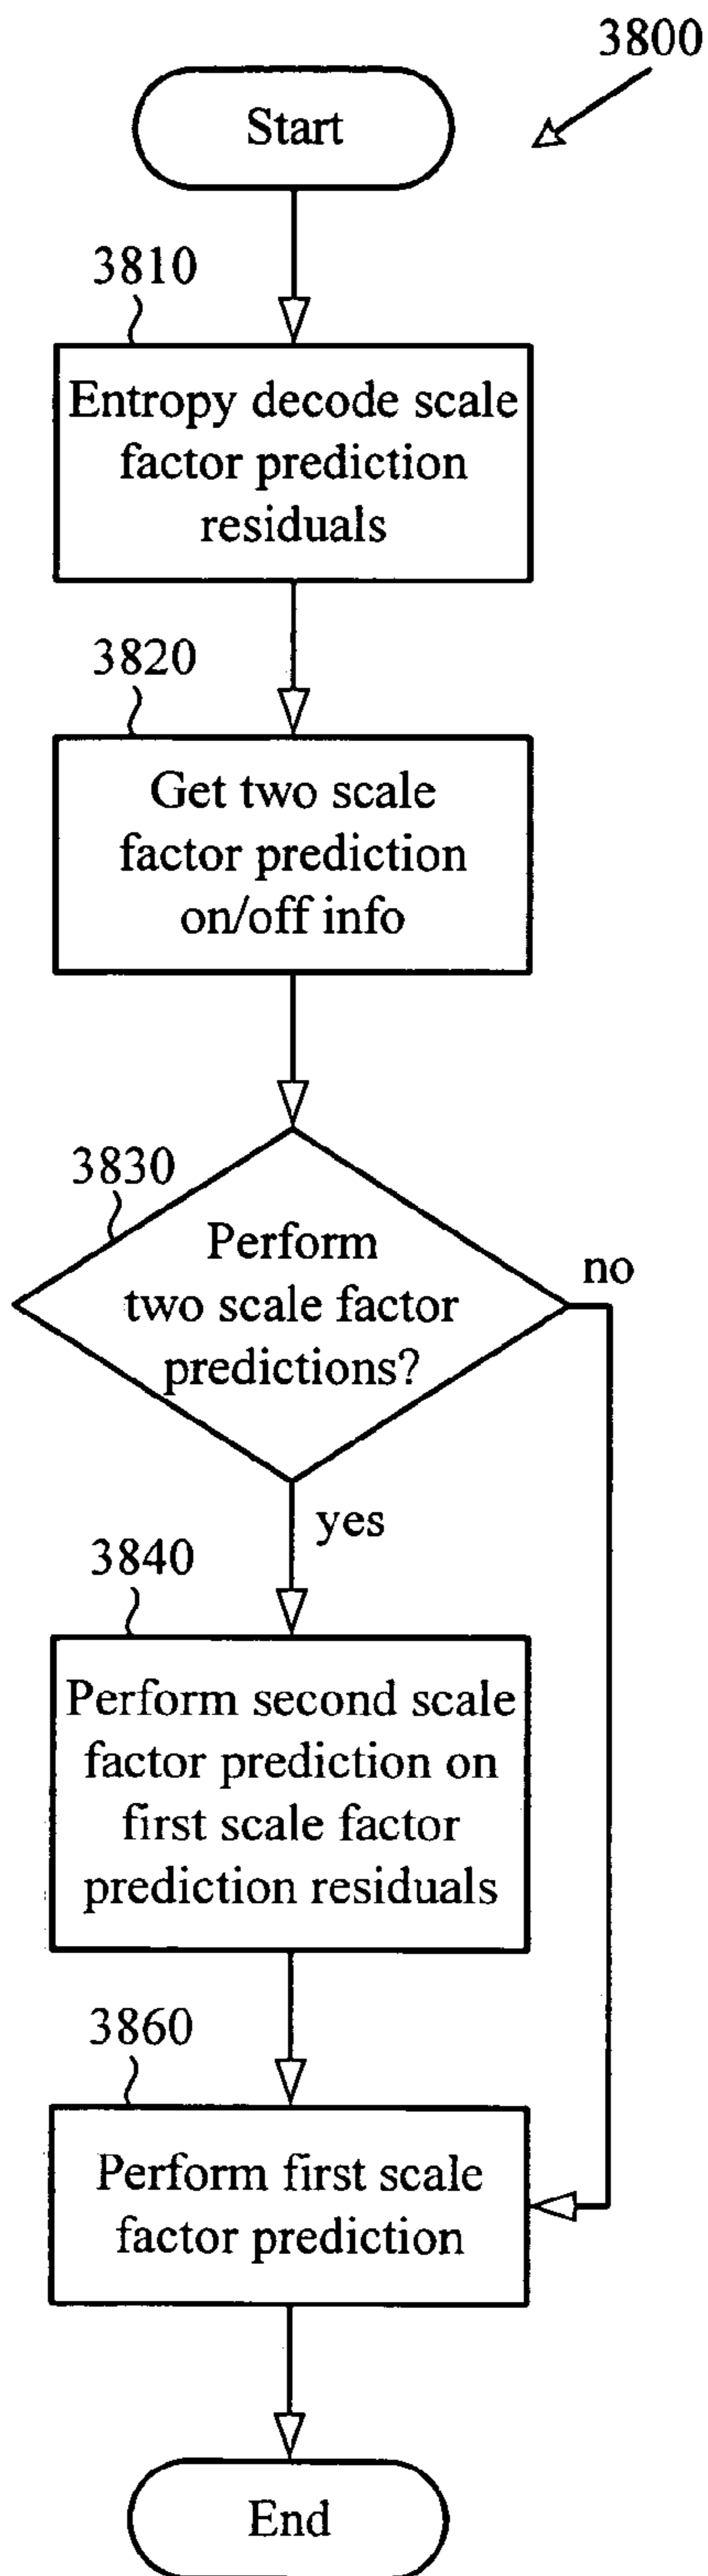 3800
Start
3810
Entropy decode scale
factor prediction
residuals
3820
Get two scale
factor prediction
on/off info
3830
Perform
two scale factor
predictions?
no
yes
3840
Perform second scale
factor prediction on
first scale factor
prediction residuals
3860
Perform first scale
factor prediction
End